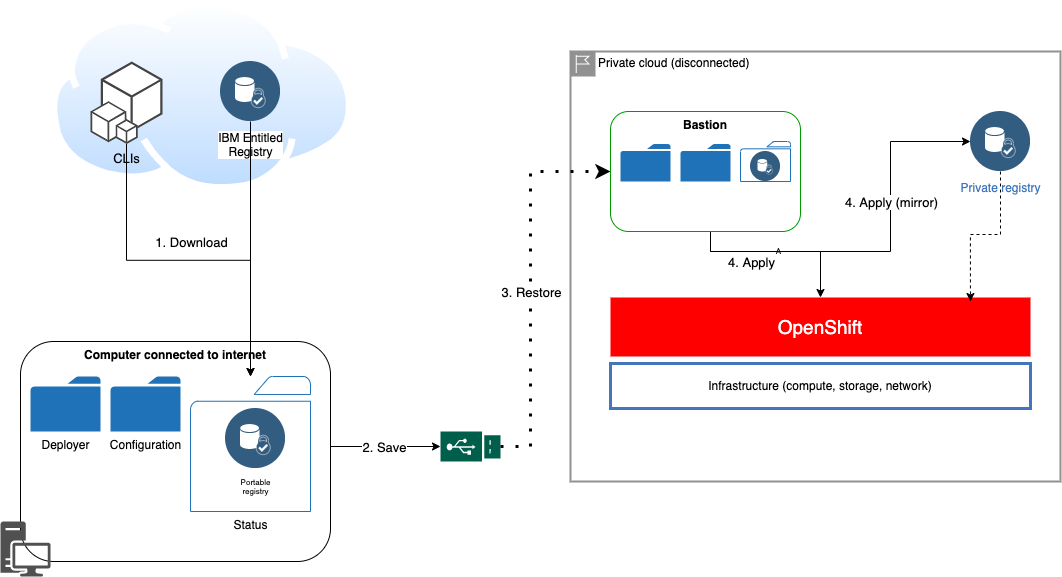 CLIs
IBM Entitled
Registry
1. Download
Computer connected to internet
Deployer
Configuration
Portable
registry
Status
2. Save
3. Restore
Private cloud (disconnected)
Bastion
Private registry
4. Apply (mirror)
4. Apply
OpenShift
Infrastructure (compute, storage, network)